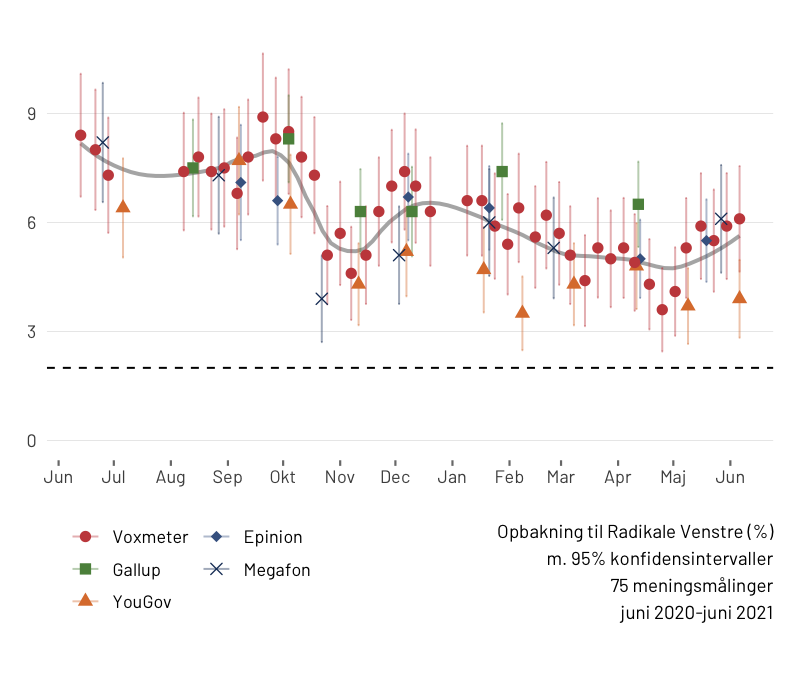 9
6
3
0
Jun Jul Aug Sep Okt Nov Dec Jan Feb Mar Apr Maj Jun
Voxmeter
Epinion
Gallup
Megafon
YouGov
Opbakning til Radikale Venstre (%)
m. 95% konfidensintervaller
75 meningsmålinger
juni 2020-juni 2021